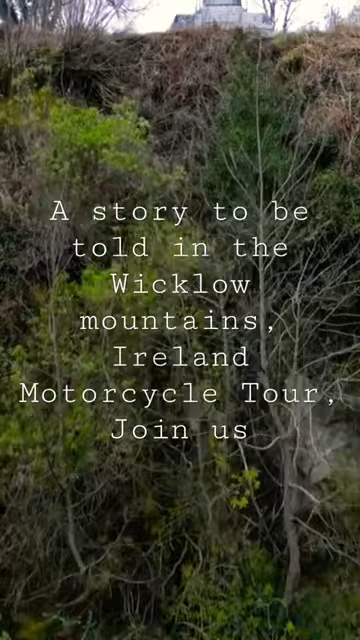 A story to be
told in the
Wicklow
mountains,
Ireland
Motorcycle Tour,
Join us